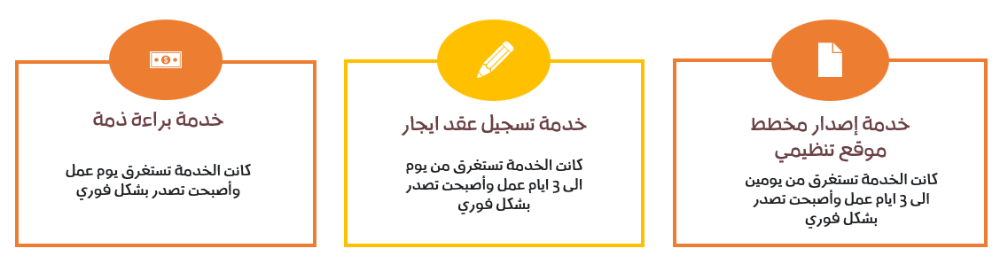 خدمة إصدار مخطط
موقع تنظيمي
كانت الخدمة تستغرق من يومين
الى 3 ايام عمل وأصبحت تصدر
بشكل فوري
خدمة تسجيل عقد ايجار
كانت الخدمة تستغرق من يوم
الى 3 ايام عمل وأصبحت تصدر
بشكل فوري
خدمة براءة ذمة
كانت الخدمة تستغرق يوم عمل
وأصبحت تصدر بشكل فوري